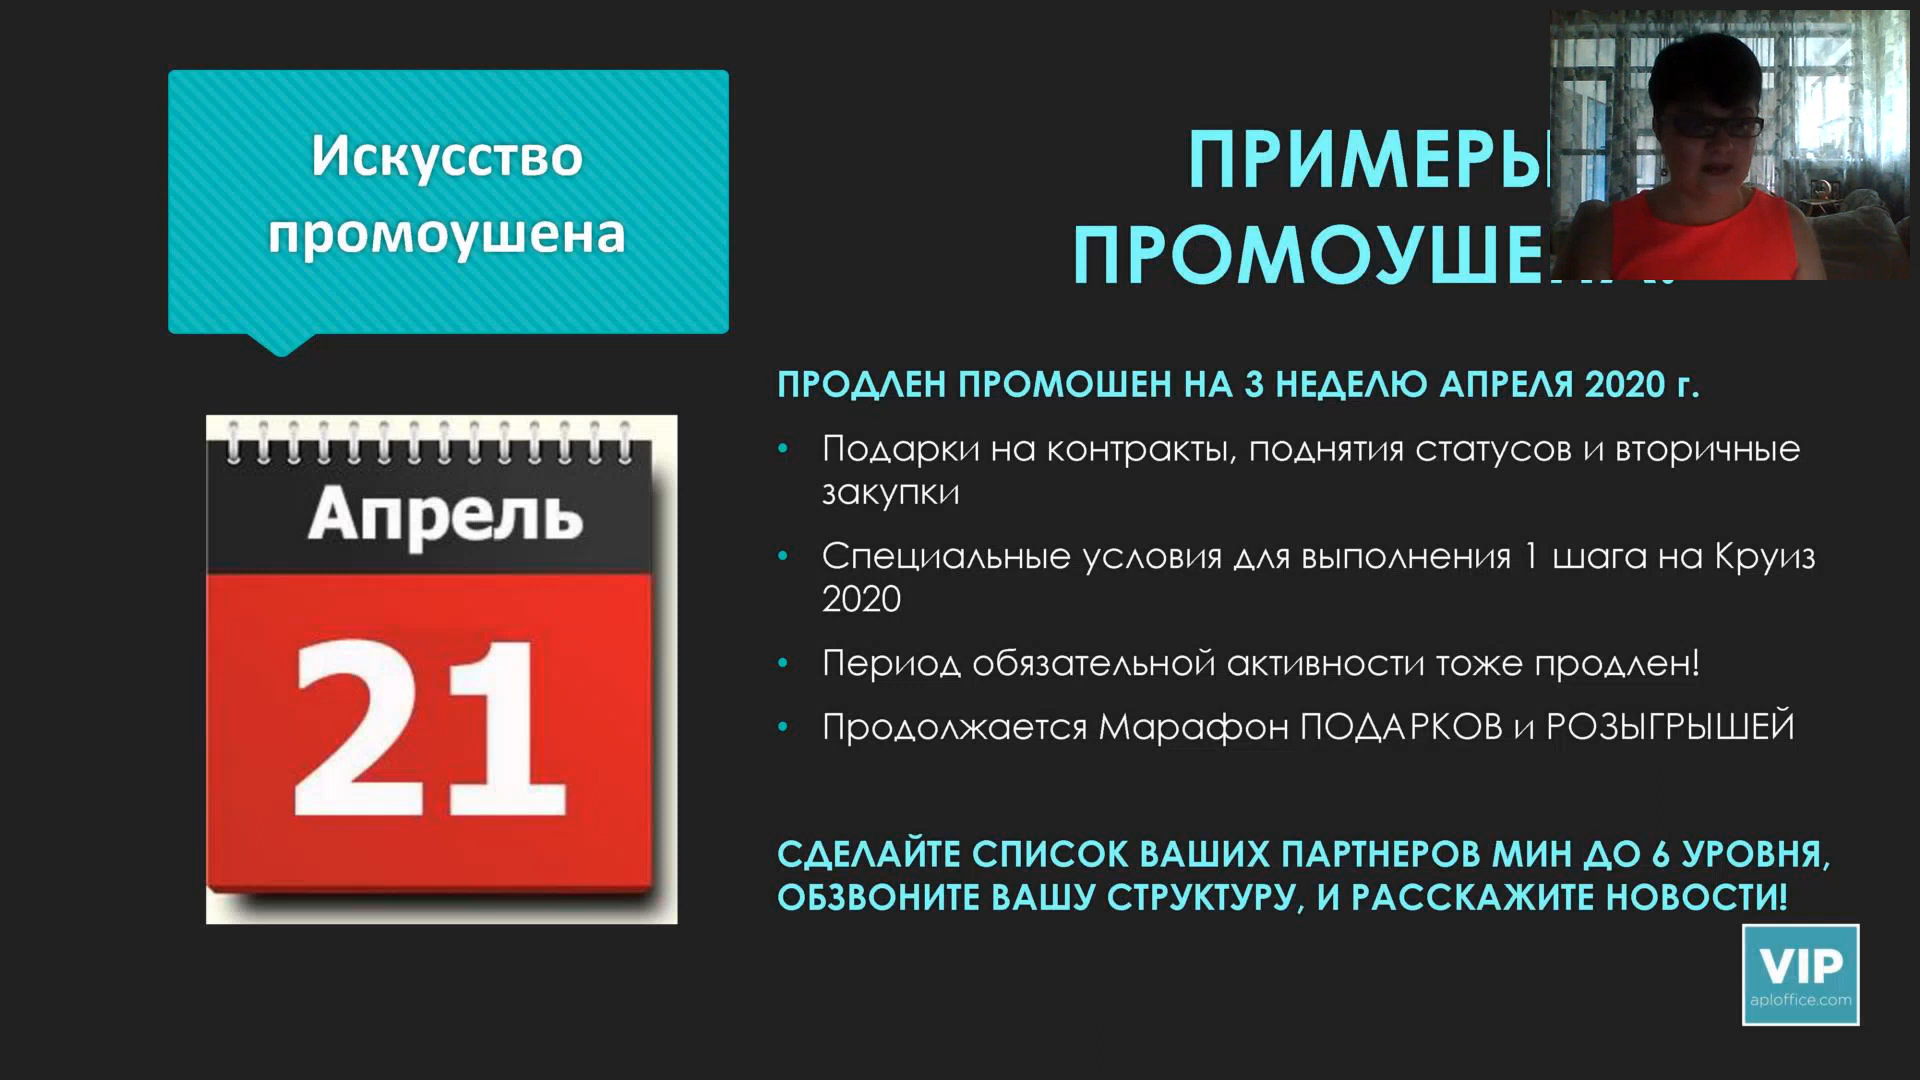 Искусство
промоушена
ПРИМЕРЫ
ПРОМОУШЕНА:
ПРОДЛЕН ПРОМОШЕН НА 3 НЕДЕЛЮ АПРЕЛЯ 2020 г.
• Подарки на контракты, поднятия статусов и вторичные
закупки
• Специальные условия для выполнения 1 шага на Круиз
2020
• Период обязательной активности тоже продлен!
• Продолжается Марафон ПОДАРКОВ и РОЗЫГРЫШЕЙ
СДЕЛАЙТЕ СПИСОК ВАШИХ ПАРТНЕРОВ МИН ДО 6 УРОВНЯ,
ОБЗВОНИТЕ ВАШУ СТРУКТУРУ, И РАССКАЖИТЕ НОВОСТИ!
Апрель
21
VIP
aploffice.com